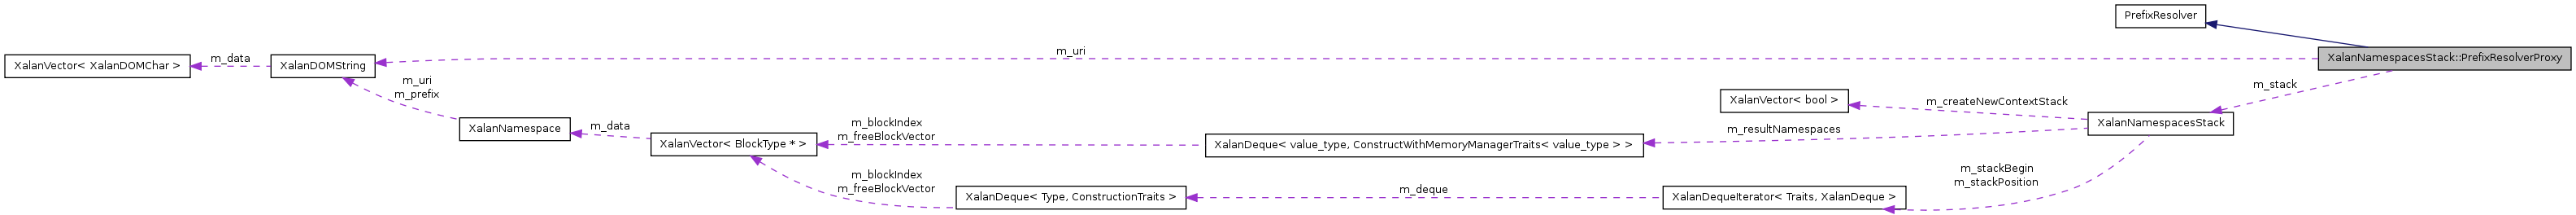 PrefixResolver
m_uri
XalanNamespacesStack::PrefixResolverProxy
XalanVector< XalanDOMChar >
m_data
XalanDOMString
m_uri
m_prefix
m_stack
XalanVector< bool >
m_createNewContextStack
XalanNamespace
m_data
m_blockIndex
m_freeBlockVector
m_resultNamespaces
XalanNamespacesStack
XalanVector< BlockType * >
XalanDeque< value_type, ConstructWithMemoryManagerTraits< value_type > >
m_blockIndex
m_freeBlockVector
m_stackBegin
m_stackPosition
XalanDeque< Type, ConstructionTraits >
m_deque
XalanDequeIterator< Traits, XalanDeque >